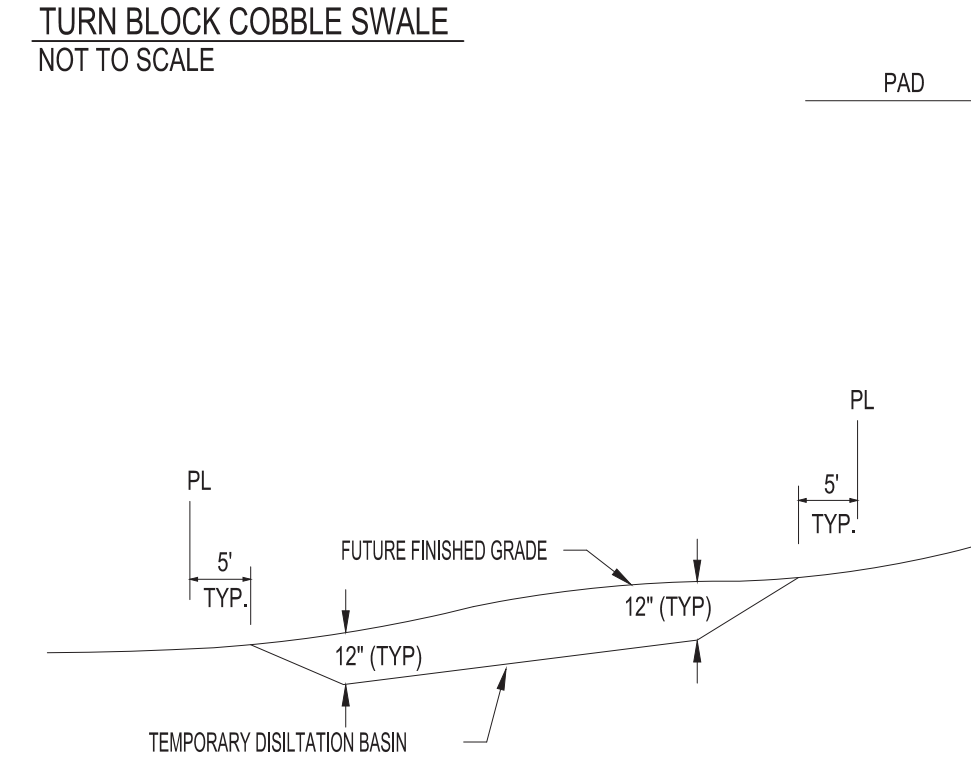 TURN BLOCK COBBLE SWALE
NOT TO SCALE
PAD
PL
5'
TYP.
PL
5'
TYP.
FUTURE FINISHED GRADE
12" (TYP)
12" (TYP)
TEMPORARY DISILTATION BASIN